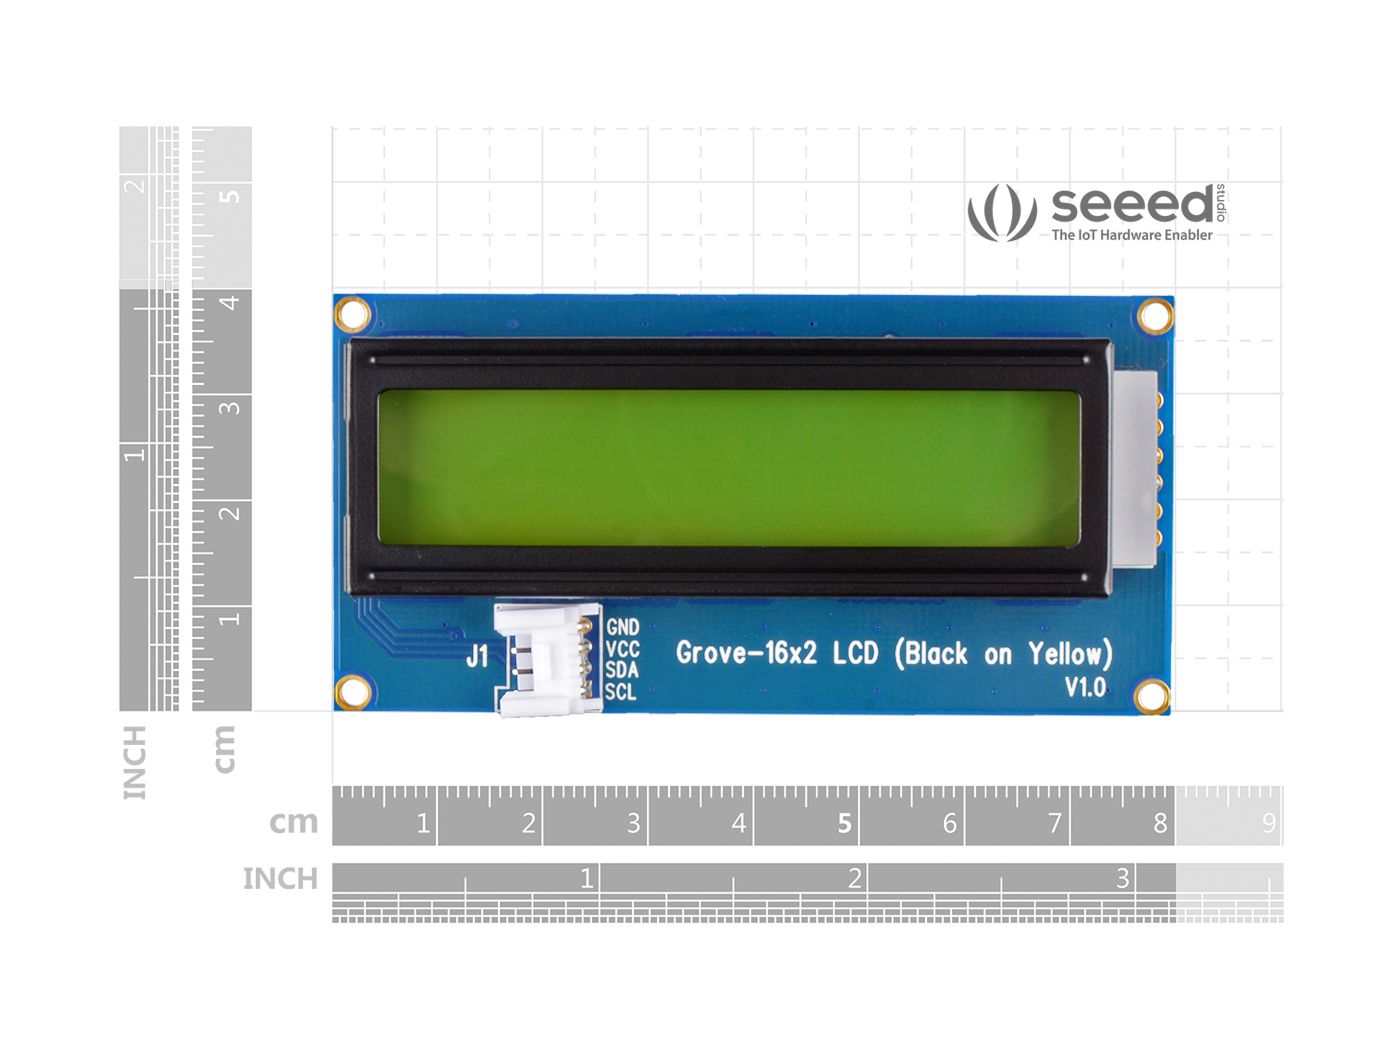 seeed
studio
The IoT Hardware Enabler
2
1
INCH
5
4
3
2
1
cm
J1
GND
VCC
SDA
SCL
Grove-16x2 LCD (Black on Yellow)
V1.0
cm 1 2 3 4 5 6 7 8 9
INCH 1 2 3